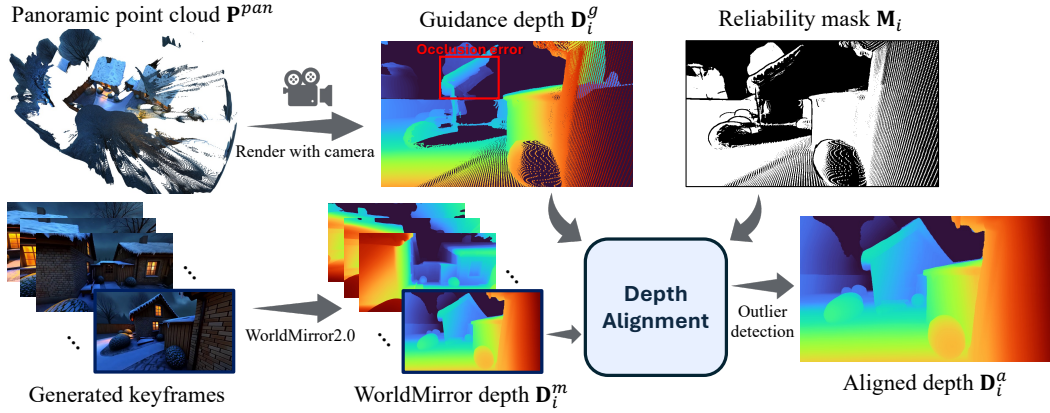 Panoramic point cloud P^pan
Guidance depth D_i^g
Reliability mask M_i
Occlusion error
Render with camera
Depth
Alignment
Outlier
detection
WorldMirror2.0
Generated keyframes
WorldMirror depth D_i^m
Aligned depth D_i^a